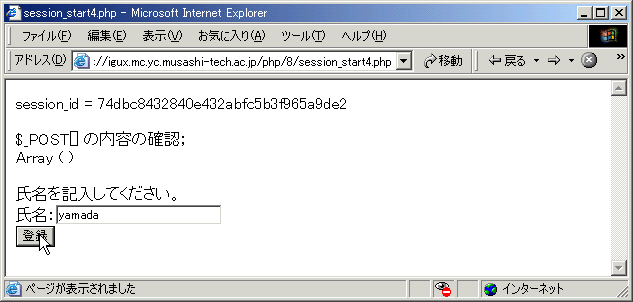 session_start4.php - Microsoft Internet Explorer
ファイル(F) 編集(E) 表示(V) お気に入り(A) ツール(T) ヘルプ(H)
アドレス(D) ://igux.mc.yc.musashi-tech.ac.jp/php/8/session_start4.php 移動 戻る »
session_id = 74dbc8432840e432abfc5b3f965a9de2
$_POST[] の内容の確認;
Array ( )
氏名を記入してください。
氏名: yamada
登録
ページが表示されました インターネット